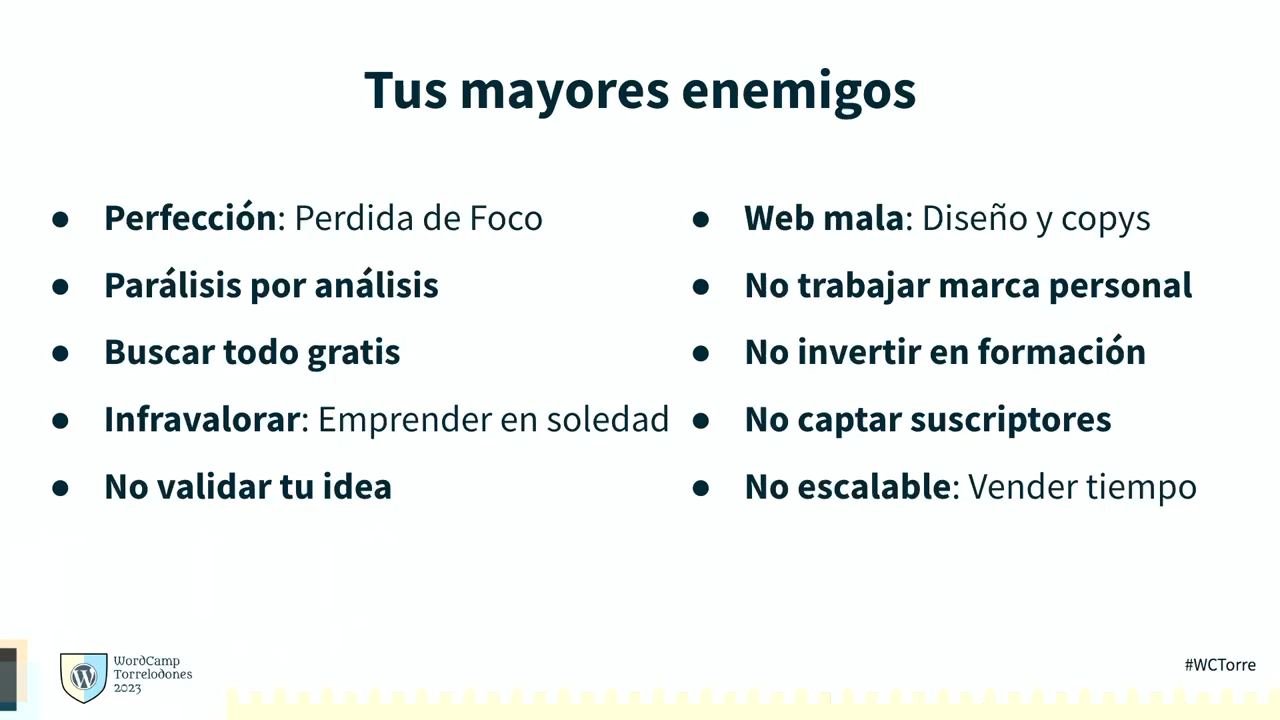 Tus mayores enemigos
● Perfección: Perdida de Foco
● Parálisis por análisis
● Buscar todo gratis
● Infravalorar: Emprender en soledad
● No validar tu idea
● Web mala: Diseño y copys
● No trabajar marca personal
● No invertir en formación
● No captar suscriptores
● No escalable: Vender tiempo
WordCamp
Torrelodones
2023
#WCTorre